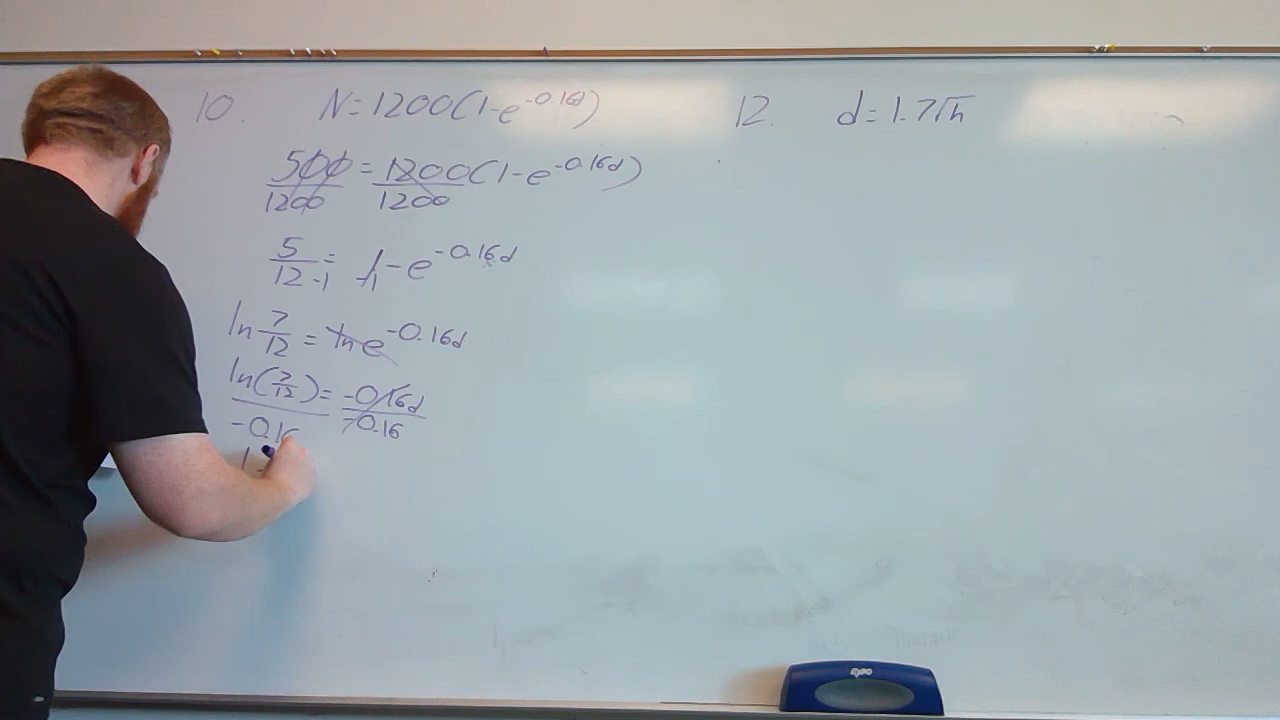 10. N=1200(1-e^-0.16d)
500/1200 = 1200(1-e^-0.16d)/1200
5/12 -1 = 1-e^-0.16d -1
ln 7/12 = ln e^-0.16d
ln(7/12)/-0.16 = -0.16d/-0.16
12. d=1.7√h
EXPO